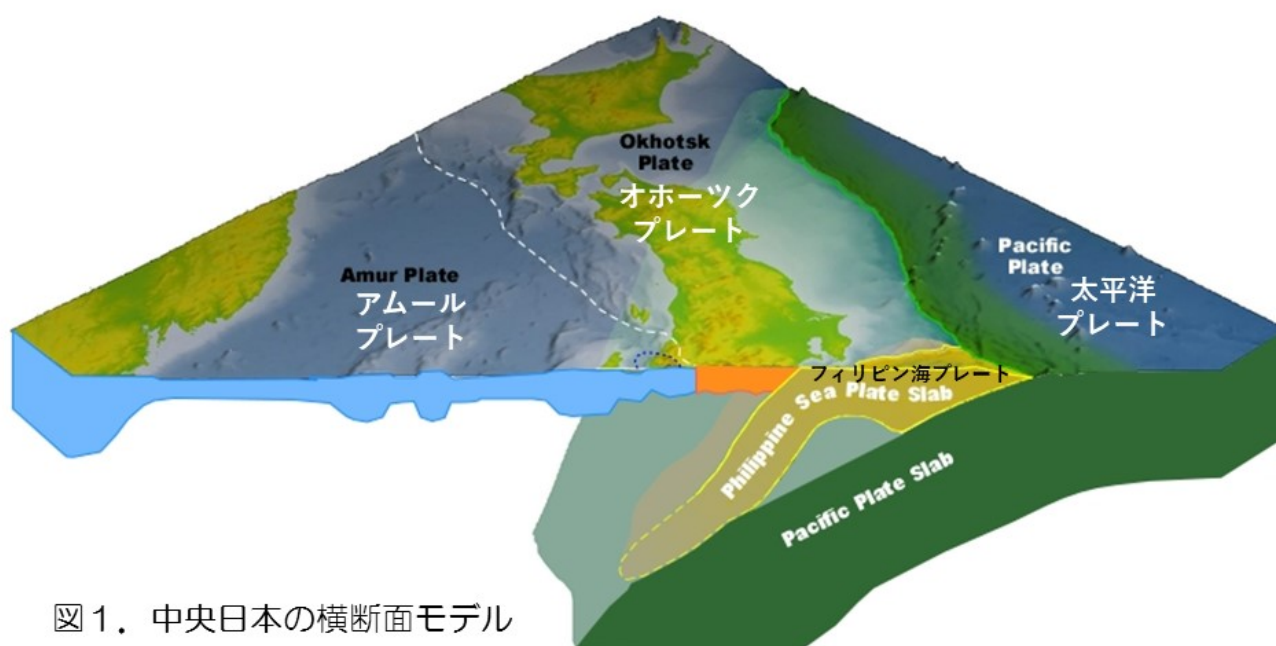 Okhotsk
Plate
オホーツク
プレート
Pacific
Plate
太平洋
プレート
Amur Plate
アムール
プレート
フィリピン海プレート
Philippine Sea Plate Slab
Pacific Plate Slab
図１．中央日本の横断面モデル